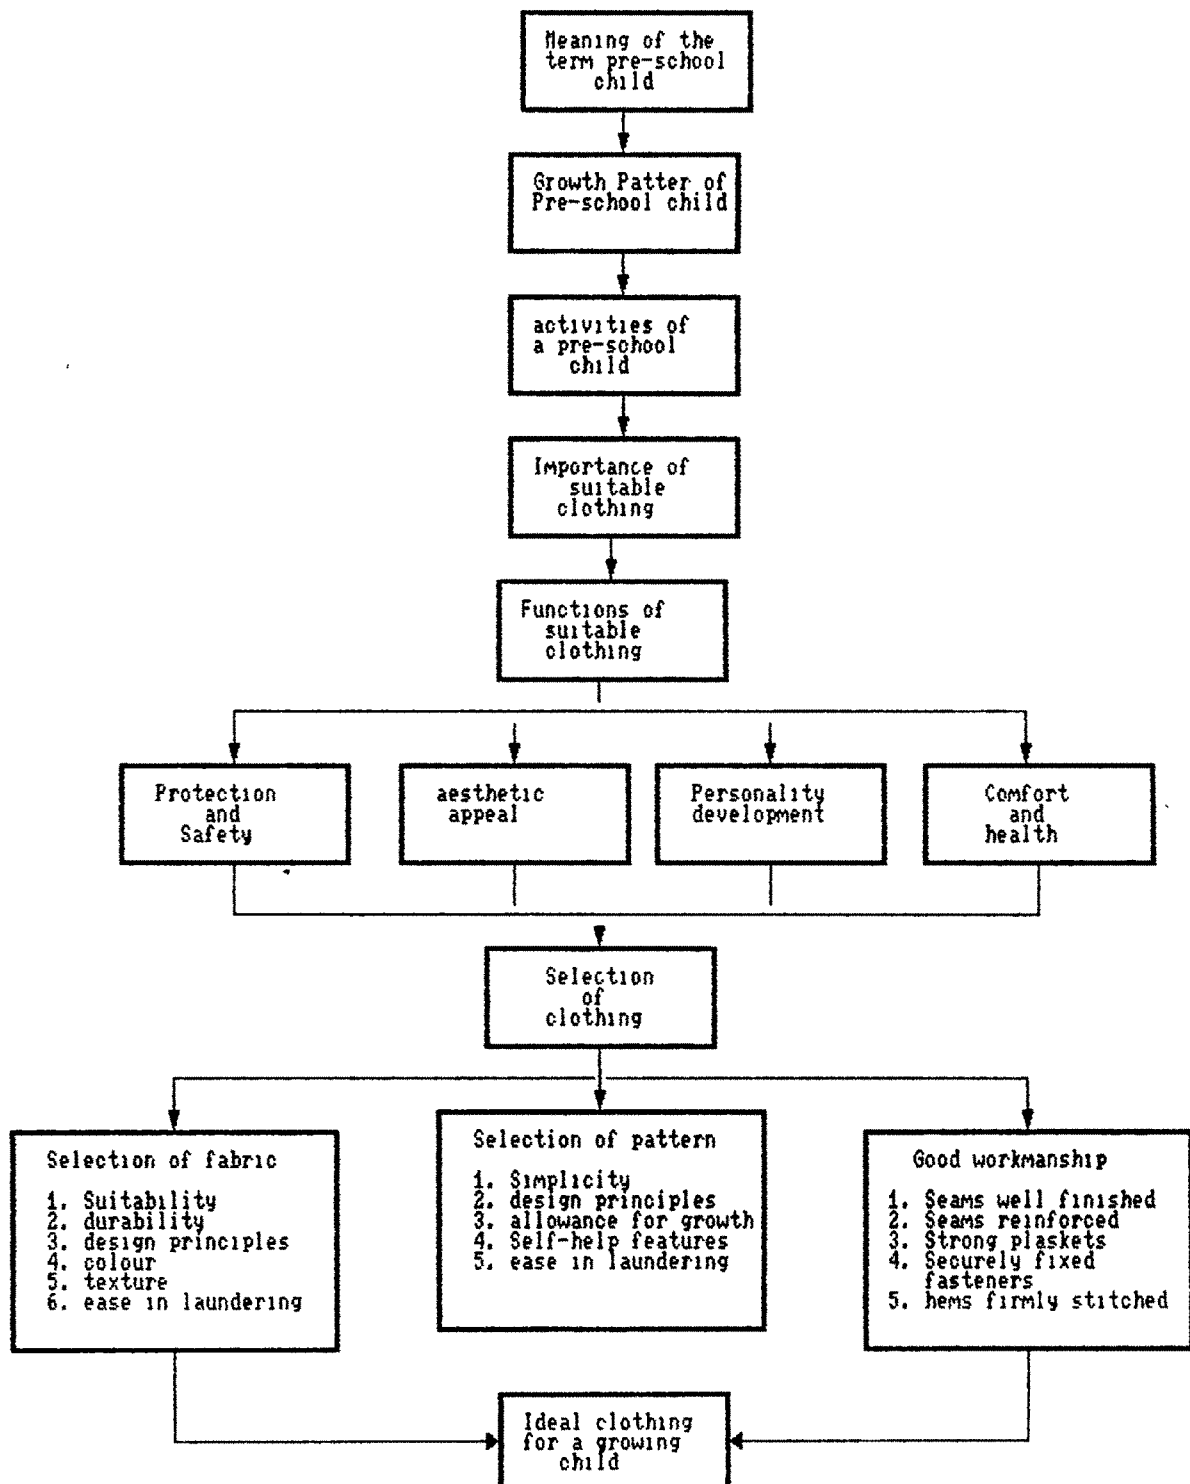 Meaning of the
term pre-school
child
Growth Patter of
Pre-school child
activities of
a pre-school
child
Importance of
suitable
clothing
Functions of
suitable
clothing
Protection
and
Safety
aesthetic
appeal
Personality
development
Comfort
and
health
Selection
of
clothing
Selection of fabric
1. Suitability
2. durability
3. design principles
4. colour
5. texture
6. ease in laundering
Selection of pattern
1. Simplicity
2. design principles
3. allowance for growth
4. Self-help features
5. ease in laundering
Good workmanship
1. Seams well finished
2. Seams reinforced
3. Strong plaskets
4. Securely fixed
fasteners
5. hems firmly stitched
Ideal clothing
for a growing
child